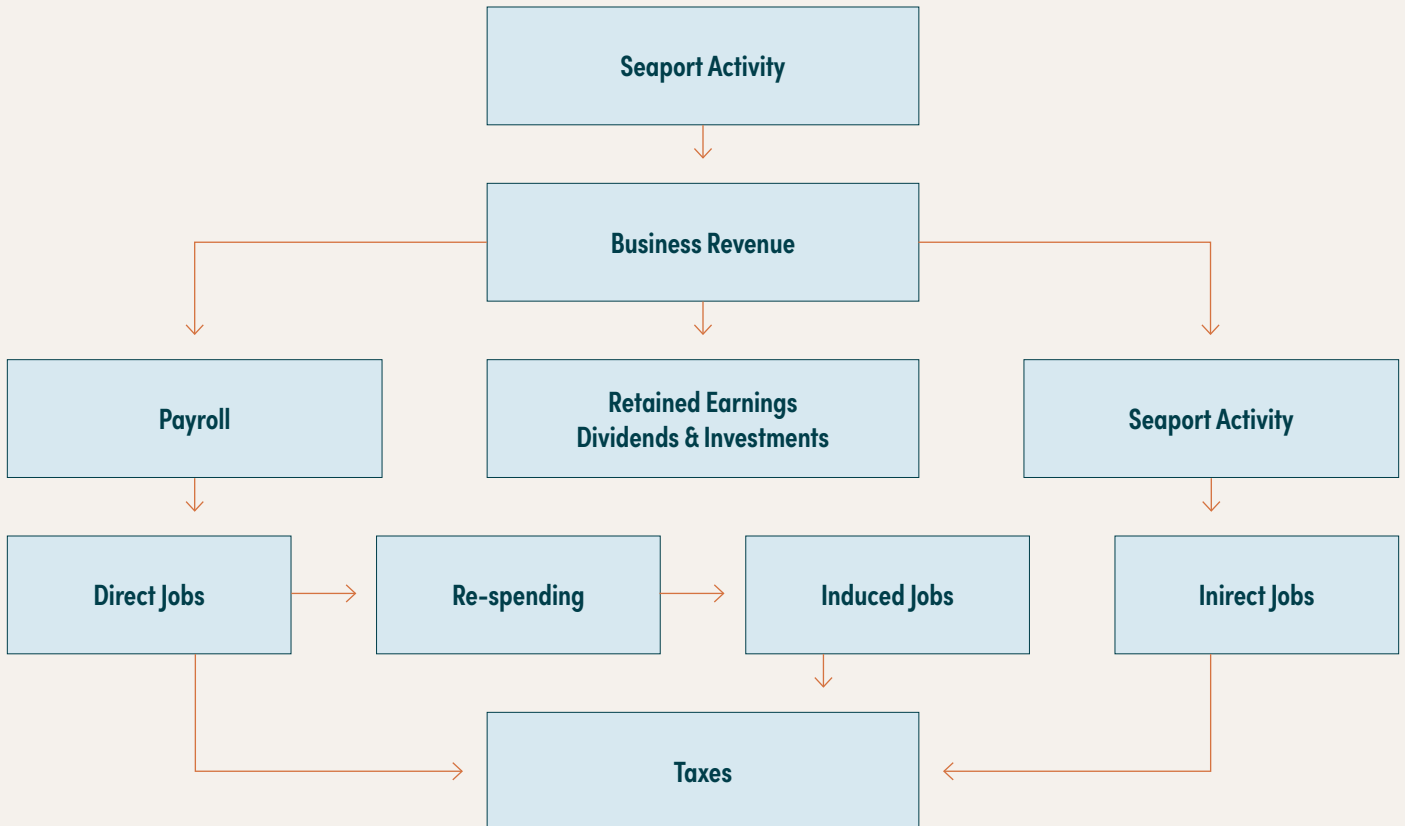 Seaport Activity
Business Revenue
Payroll
Retained Earnings
Dividends & Investments
Seaport Activity
Direct Jobs
Re-spending
Induced Jobs
Inirect Jobs
Taxes